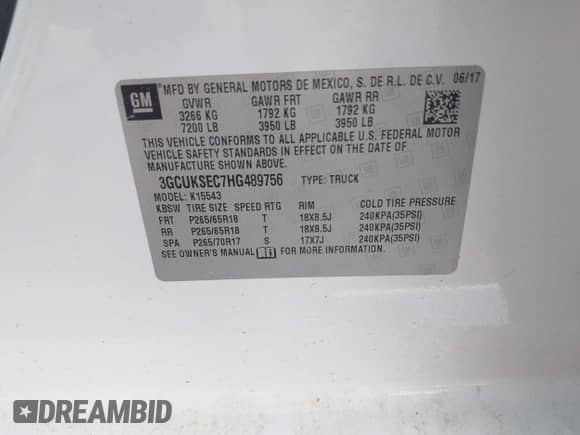 GM
MFD BY GENERAL MOTORS DE MEXICO, S. DE R.L. DE C.V. 06/17
GVWR GAWR FRT GAWR RR
3266 KG 1792 KG 1792 KG
7200 LB 3950 LB 3950 LB
THIS VEHICLE CONFORMS TO ALL APPLICABLE U.S. FEDERAL MOTOR
VEHICLE SAFETY STANDARDS IN EFFECT ON THE DATE OF
MANUFACTURE SHOWN ABOVE.
3GCUKSEC7HG489756 TYPE: TRUCK
MODEL: K15543
KBSW TIRE SIZE SPEED RTG RIM COLD TIRE PRESSURE
FRT P265/65R18 T 18X8.5J 240KPA(35PSI)
RR P265/65R18 T 18X8.5J 240KPA(35PSI)
SPA P265/70R17 S 17X7J 240KPA(35PSI)
SEE OWNER'S MANUAL FOR MORE INFORMATION.
DREAMBID